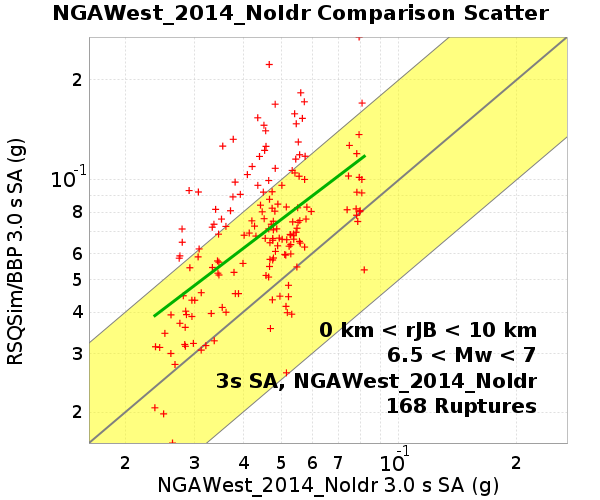 NGAWest_2014_NoIdr Comparison Scatter
RSQSim/BBP 3.0 s SA (g)
2
10-1
8
6
5
4
3
2
0 km < rJB < 10 km
6.5 < Mw < 7
3s SA, NGAWest_2014_NoIdr
168 Ruptures
2 3 4 5 6 7 10-1 2
NGAWest_2014_NoIdr 3.0 s SA (g)